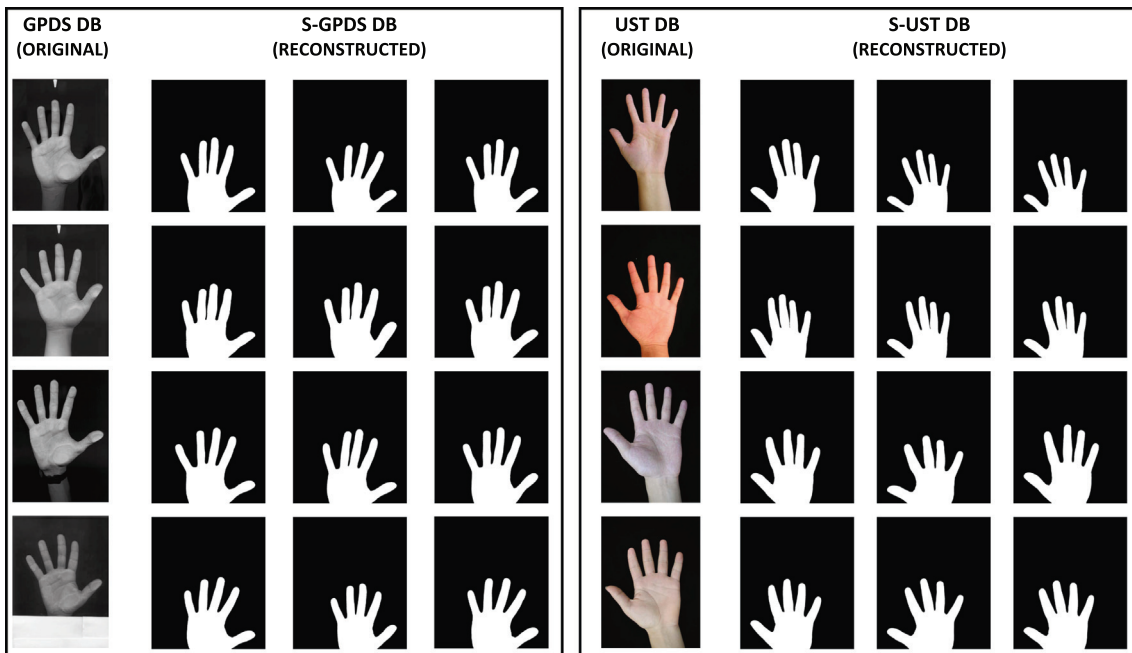 GPDS DB
(ORIGINAL)
S-GPDS DB
(RECONSTRUCTED)
UST DB
(ORIGINAL)
S-UST DB
(RECONSTRUCTED)